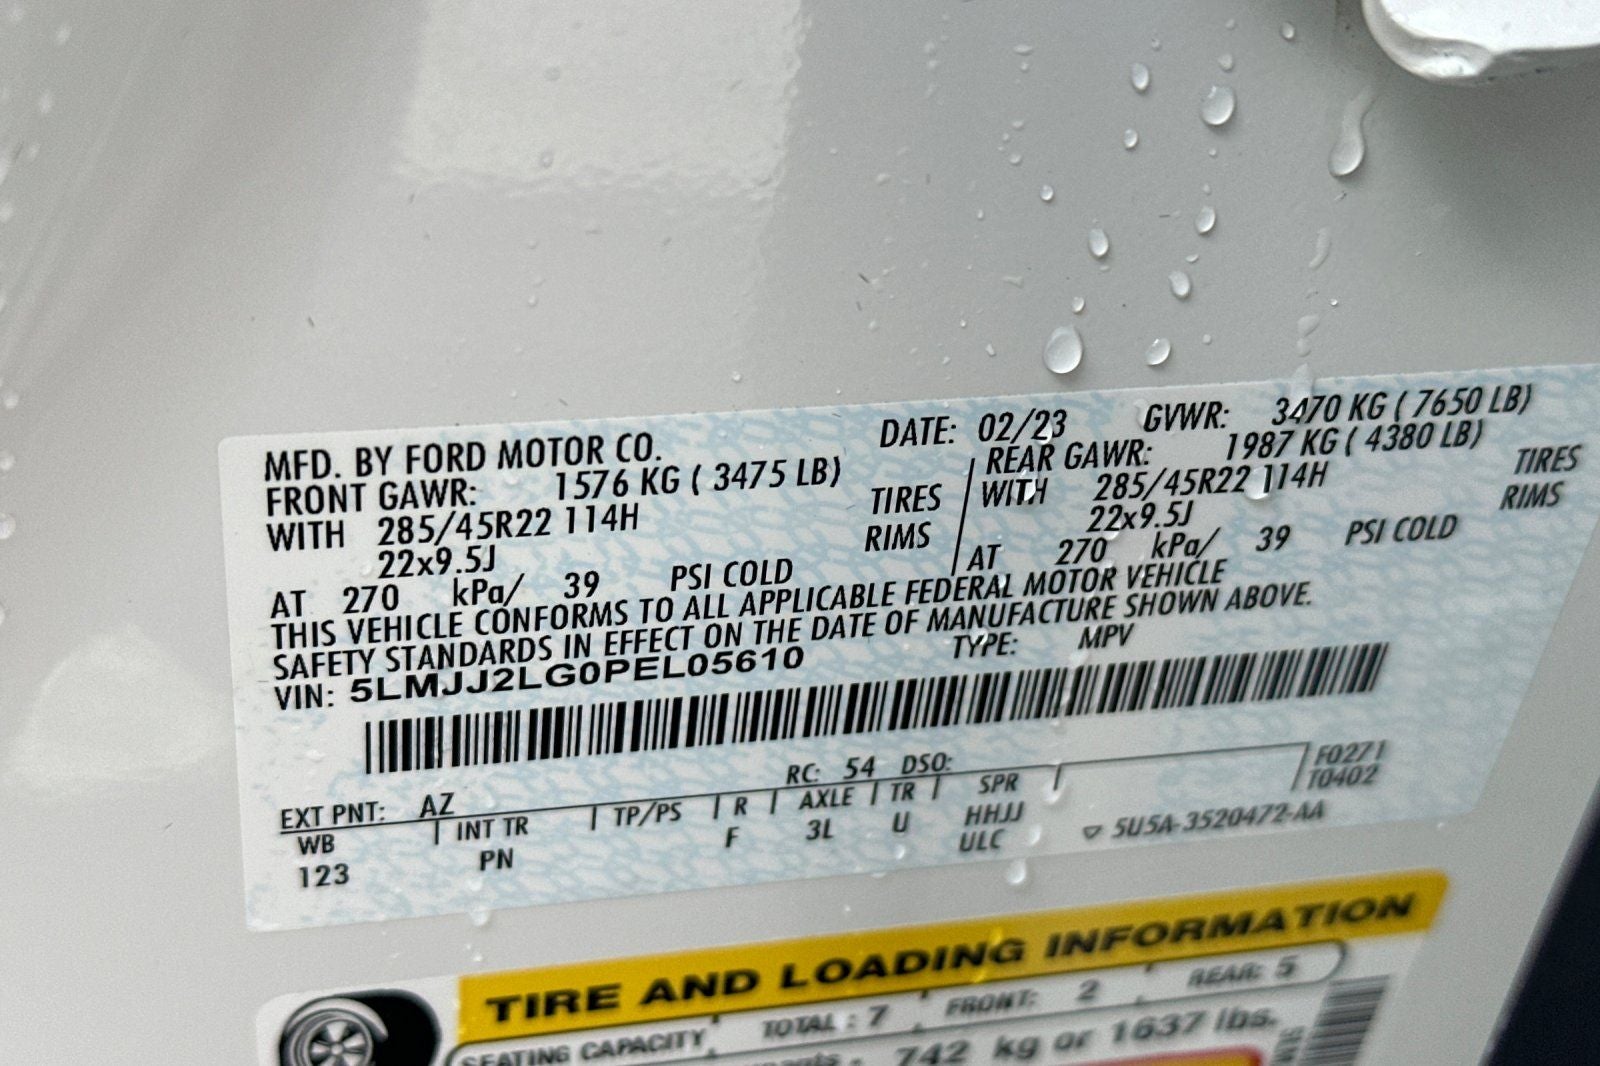 MFD. BY FORD MOTOR CO. DATE: 02/23 GVWR: 3470 KG ( 7650 LB)
FRONT GAWR: 1576 KG ( 3475 LB) REAR GAWR: 1987 KG ( 4380 LB)
WITH 285/45R22 114H TIRES WITH 285/45R22 114H TIRES
22x9.5J RIMS 22x9.5J RIMS
AT 270 kPa/ 39 PSI COLD AT 270 kPa/ 39 PSI COLD
THIS VEHICLE CONFORMS TO ALL APPLICABLE FEDERAL MOTOR VEHICLE
SAFETY STANDARDS IN EFFECT ON THE DATE OF MANUFACTURE SHOWN ABOVE.
VIN: 5LMJJ2LG0PEL05610 TYPE: MPV
EXT PNT: AZ RC: 54 DSO: F0271
WB INT TR TP/PS R AXLE TR SPR T0402
123 PN F 3L U HHJJ 5U5A-3520472-AA
ULC
TIRE AND LOADING INFORMATION
SEATING CAPACITY TOTAL : 7 FRONT: 2 REAR: 5
742 kg or 1637 lbs.